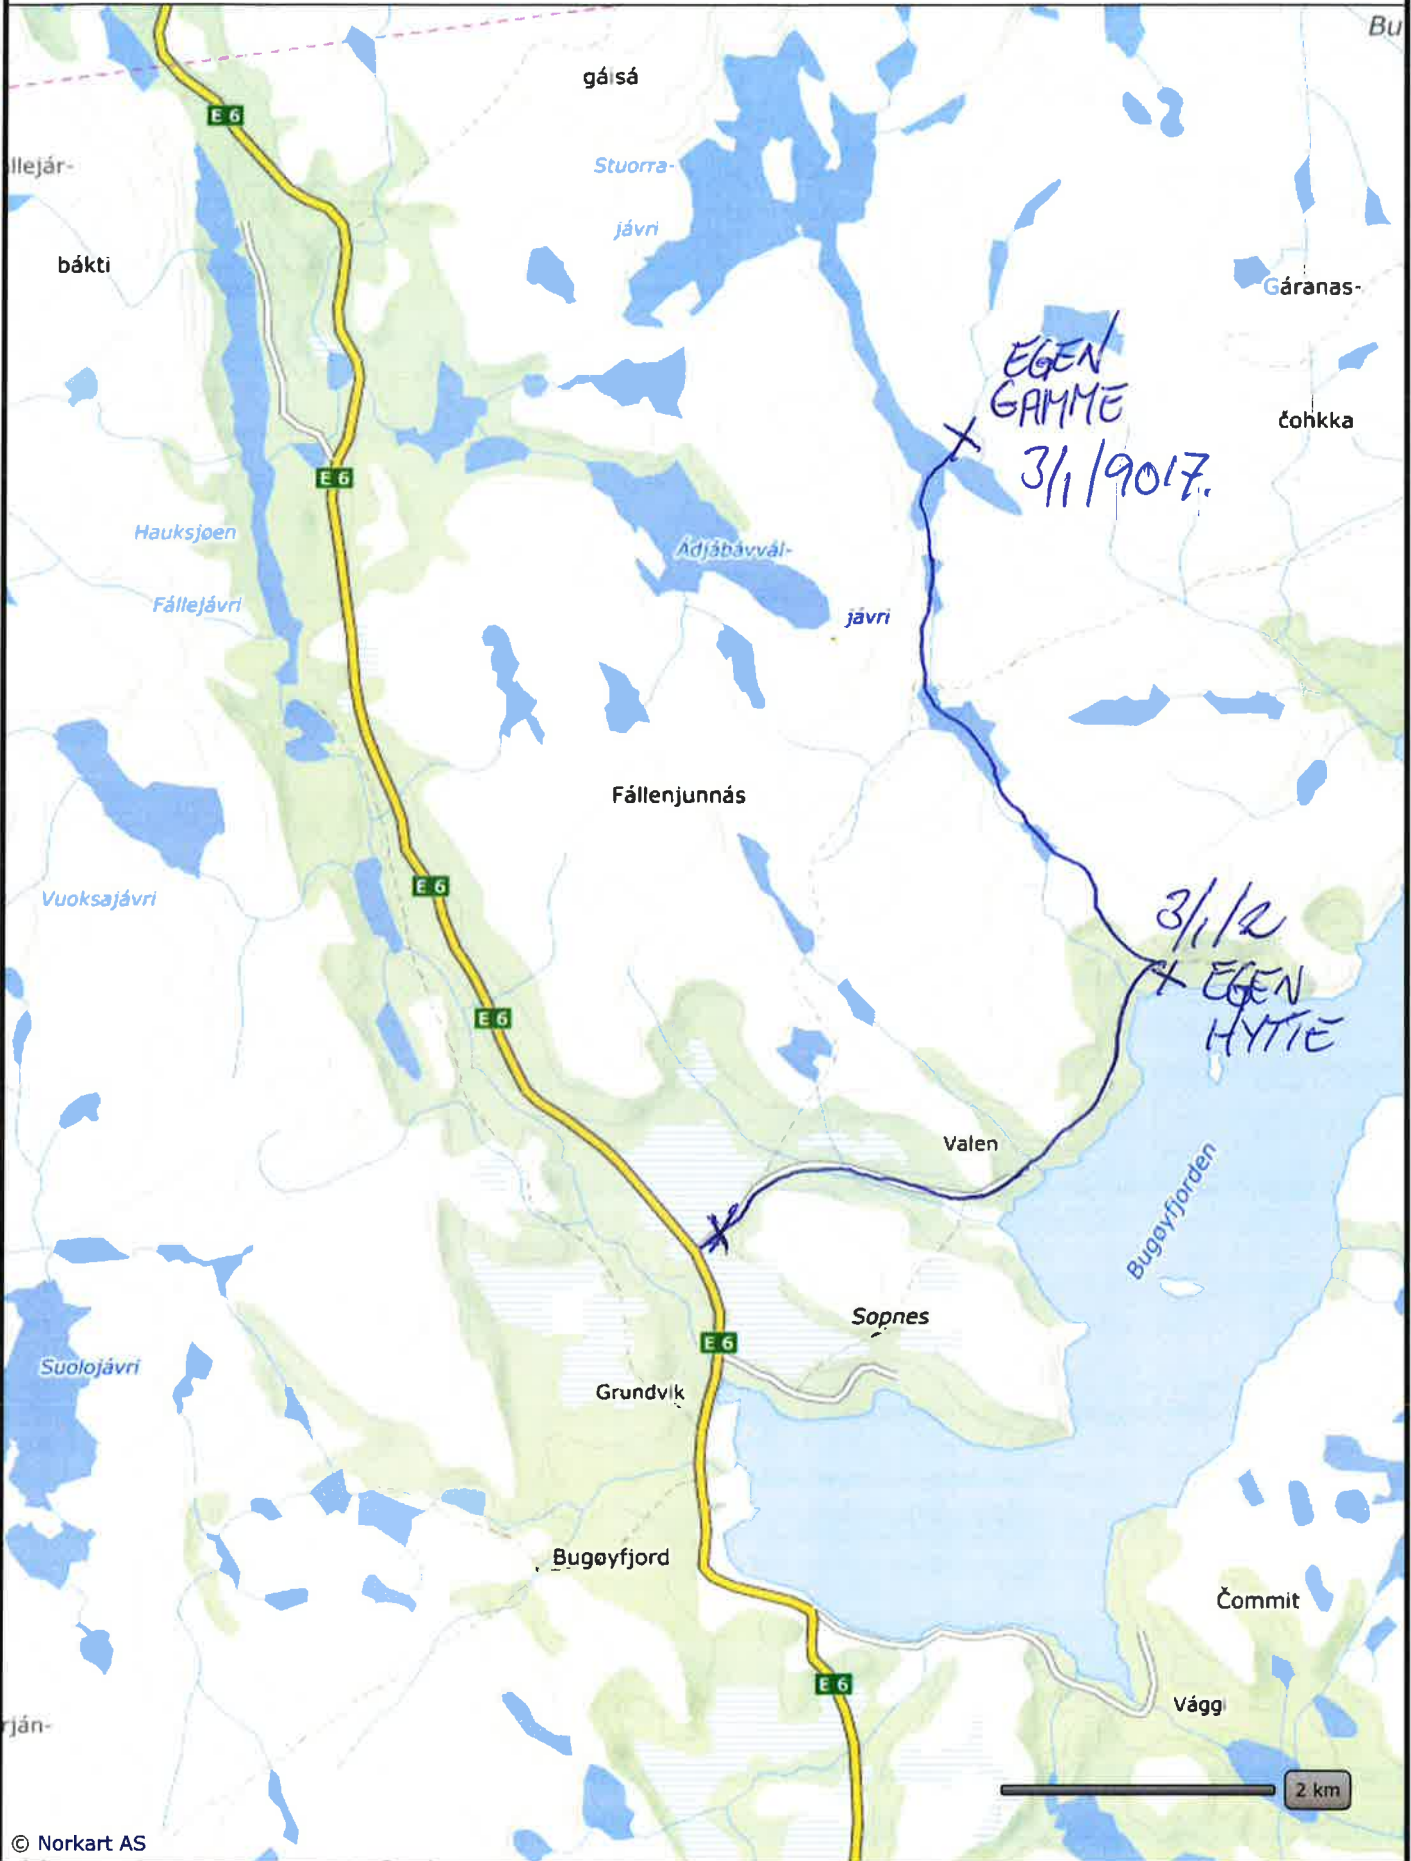 Bu
gáisá
E 6
llejár-
Stuorra-
jávri
bákti
Gáranas-
EGEN
GAMME
čohkka
3/1/9017.
E 6
Hauksjøen
Ádjábávvál-
Fállejávri
jávri
Fállenjunnás
E 6
Vuoksajávri
3/1/2
EGEN
HYTTE
E 6
Valen
Bugøyfjorden
Sopnes
E 6
Suolojávri
Grundvik
Bugøyfjord
Čommit
E 6
Vággi
rján-
2 km
© Norkart AS